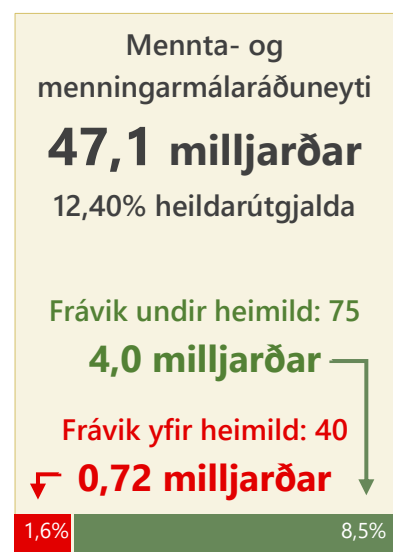 Mennta- og
menningarmálaráðuneyti
47,1 milljarðar
12,40% heildarútgjalda
Frávik undir heimild: 75
4,0 milljarðar
Frávik yfir heimild: 40
0,72 milljarðar
1,6% 8,5%